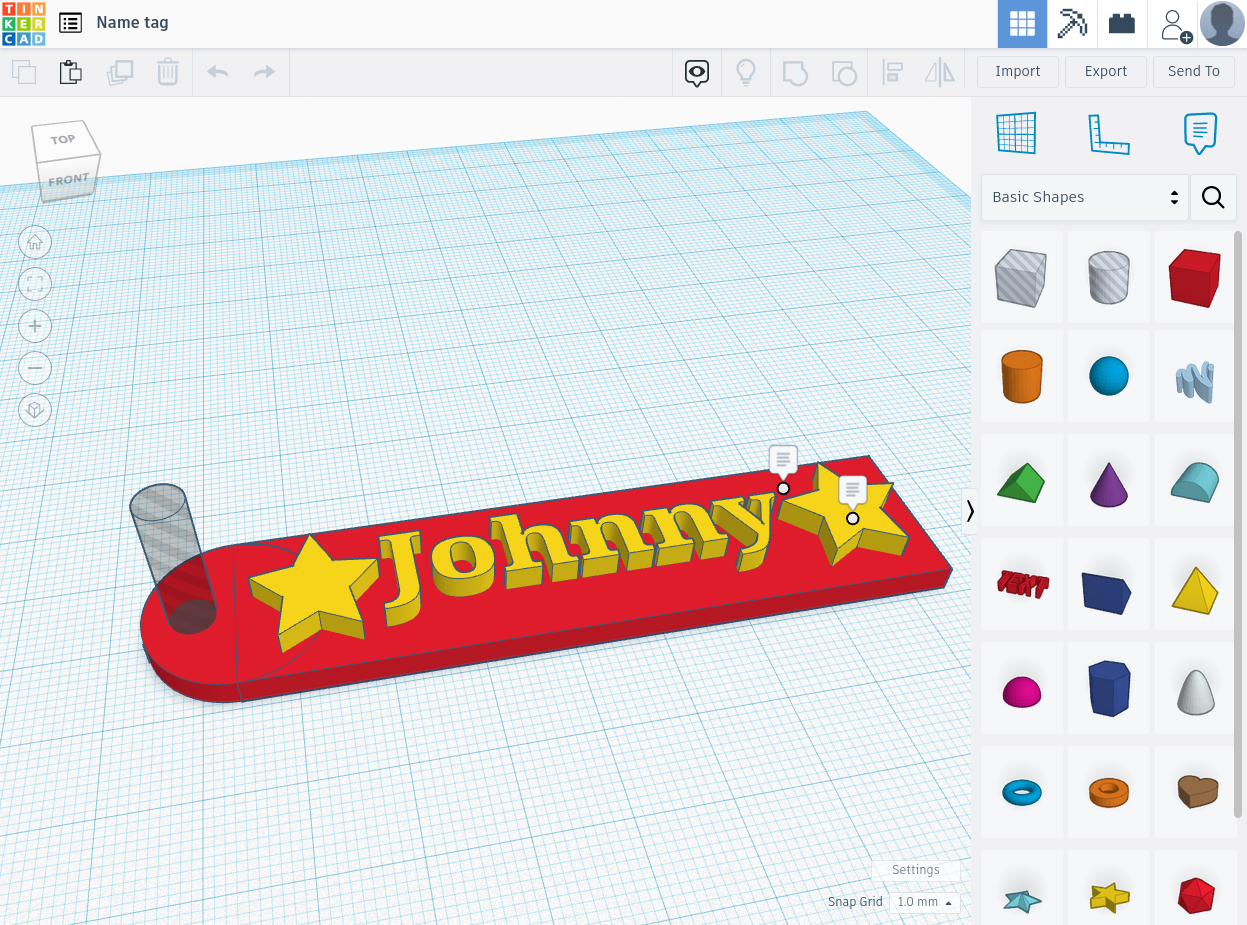 TIN
KER
CAD
Name tag
Import
Export
Send To
TOP
FRONT
Basic Shapes
Johnny
TEXT
Settings
Snap Grid
1.0 mm